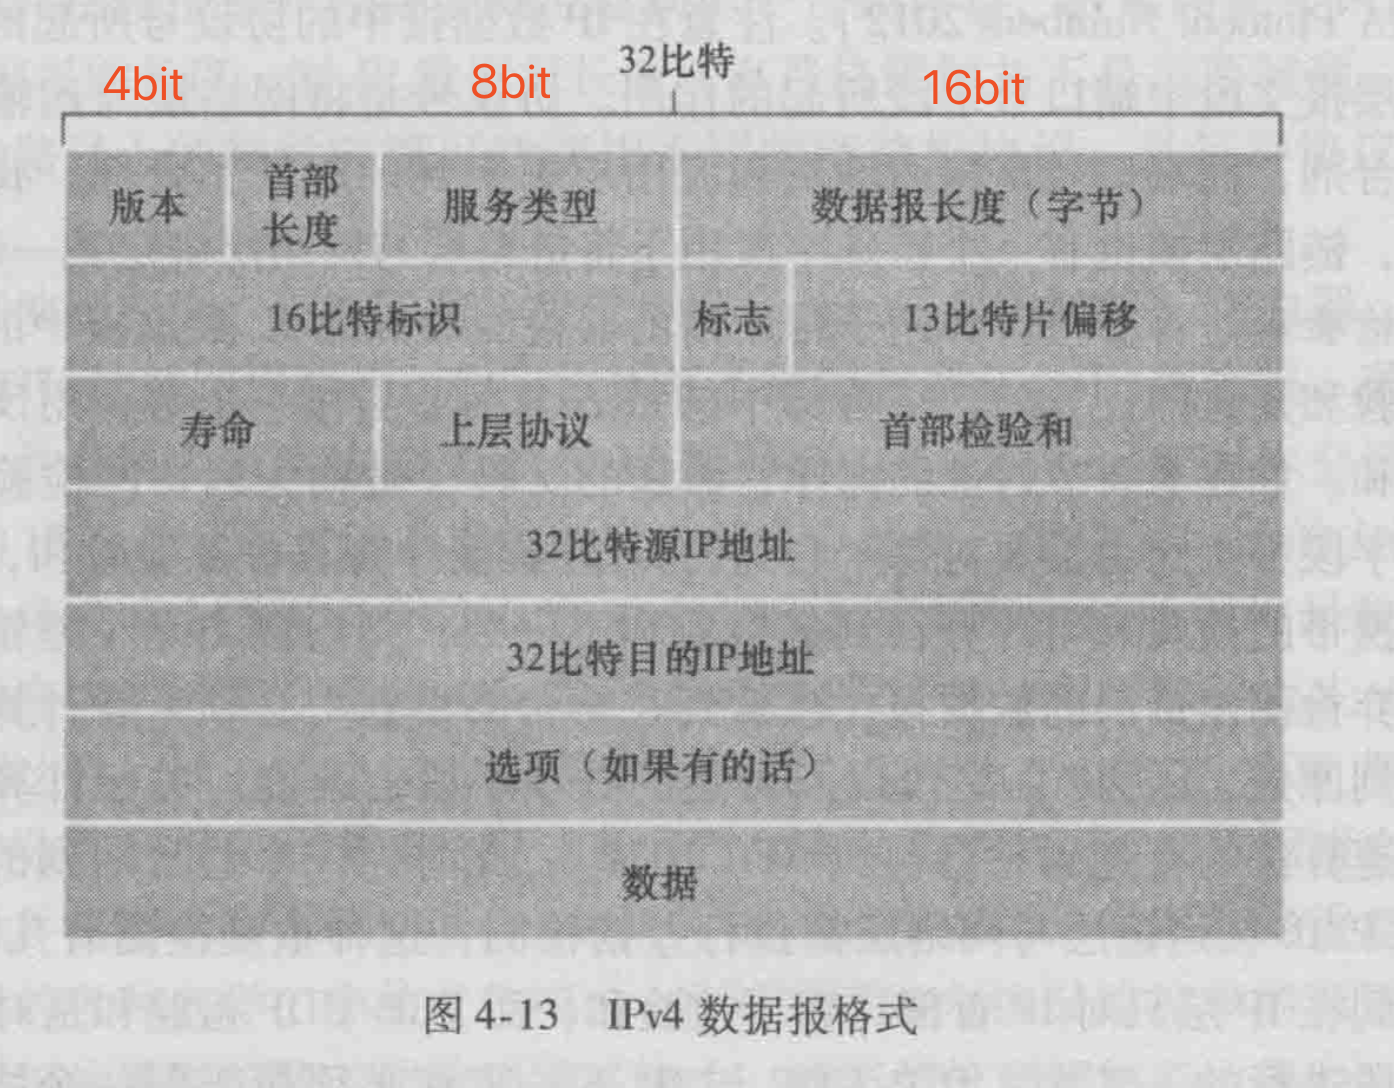 32比特
4bit
8bit
16bit
版本
首部
长度
服务类型
数据报长度（字节）
16比特标识
标志
13比特片偏移
寿命
上层协议
首部检验和
32比特源IP地址
32比特目的IP地址
选项（如果有的话）
数据
图 4-13 IPv4 数据报格式